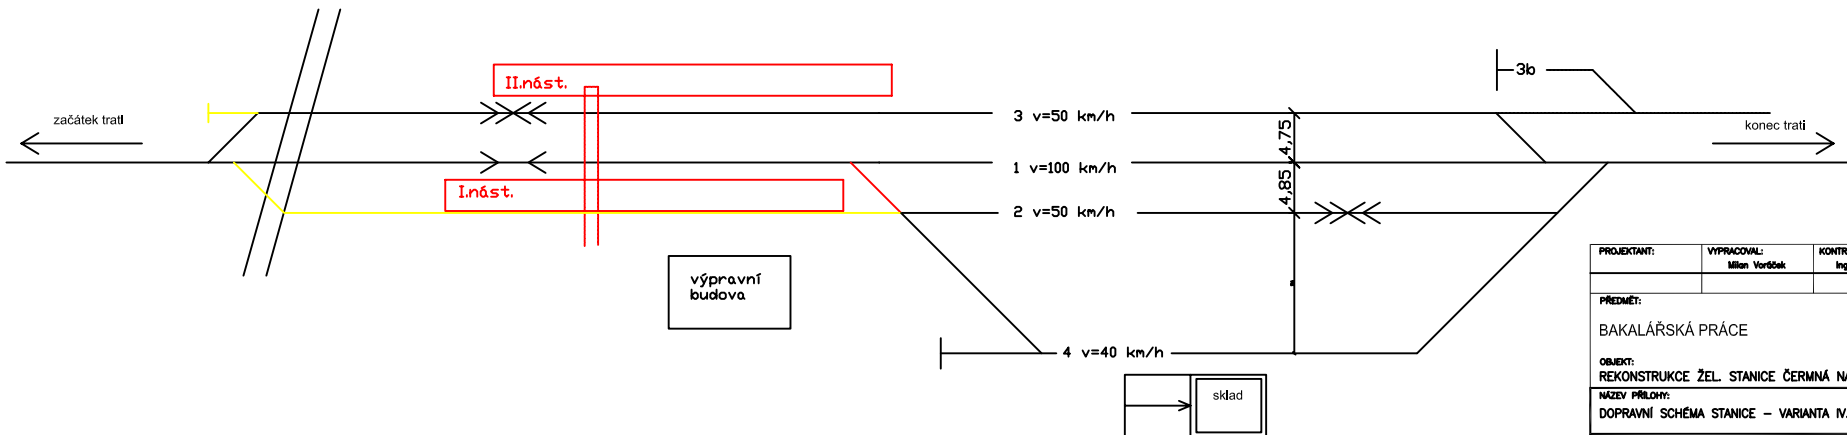 II.nást.
3b
začátek trati
3 v=50 km/h
4,75
konec trati
1 v=100 km/h
I.nást.
4,85
2 v=50 km/h
výpravní
budova
4 v=40 km/h
sklad
PROJEKTANT:
VYPRACOVAL:
Milan Voráček
PŘEDMĚT:
BAKALÁŘSKÁ PRÁCE
OBJEKT:
REKONSTRUKCE ŽEL. STANICE ČERMNÁ
NÁZEV PŘÍLOHY:
DOPRAVNÍ SCHÉMA STANICE – VARIANTA IV.